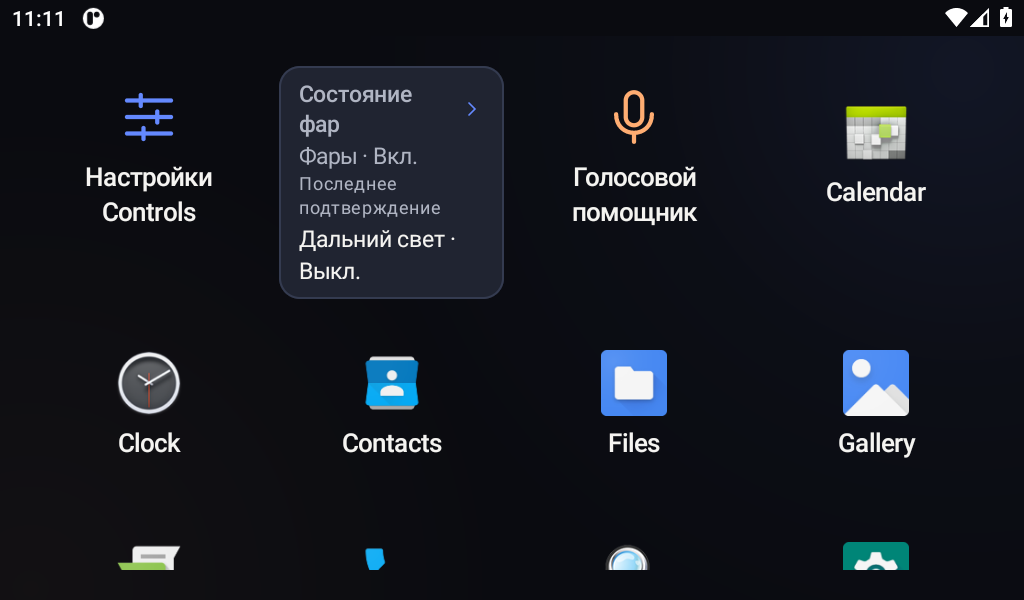 11:11
Настройки
Controls
Состояние
фар
Фары · Вкл.
Последнее
подтверждение
Дальний свет ·
Выкл.
Голосовой
помощник
Calendar
Clock
Contacts
Files
Gallery